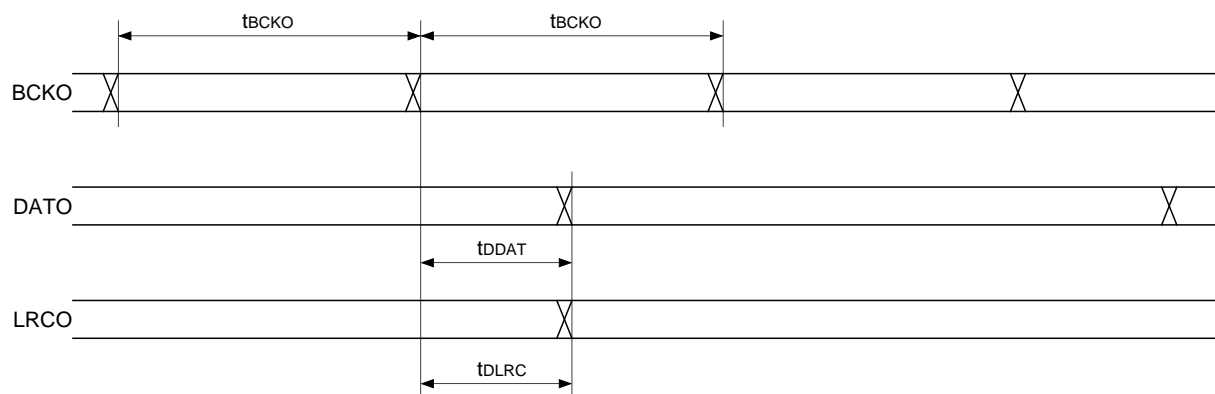 tBCKO tBCKO
BCKO
DATO
tDDAT
LRCO
tDLRC